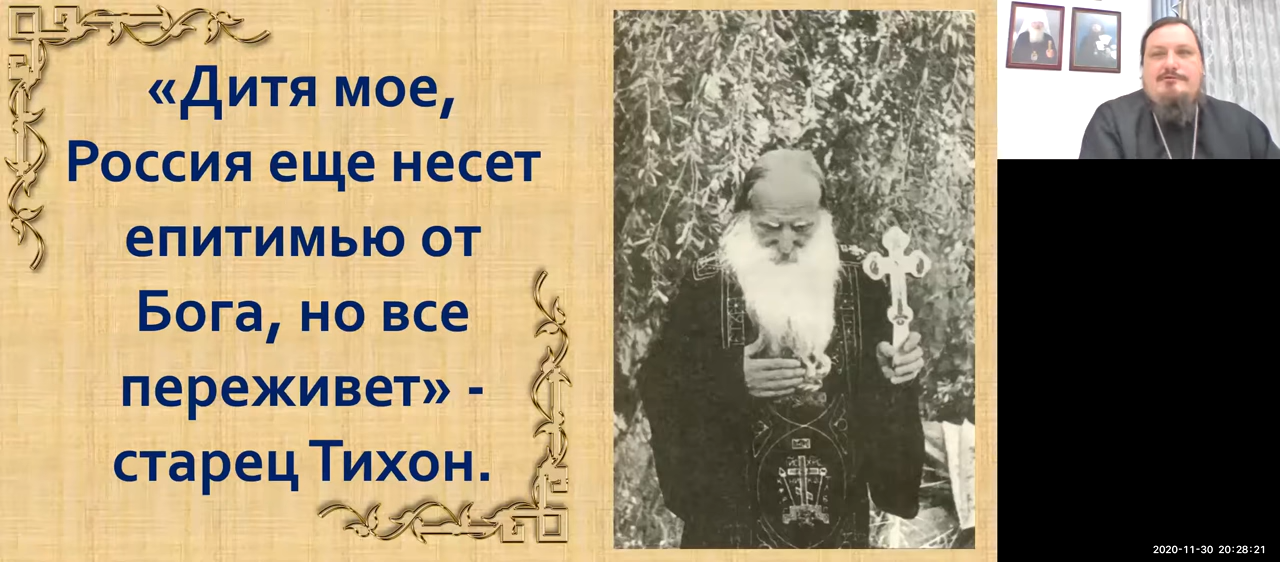 «Дитя мое,
Россия еще несет
епитимью от
Бога, но все
переживет» -
старец Тихон.
2020-11-30 20:28:21